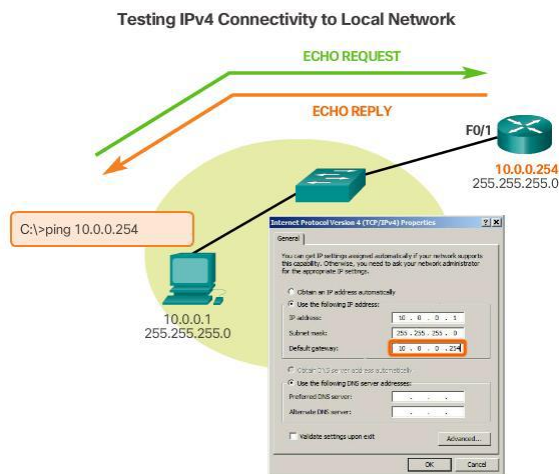 Testing IPv4 Connectivity to Local Network
ECHO REQUEST
ECHO REPLY
F0/1
10.0.0.254
255.255.255.0
C:\>ping 10.0.0.254
10.0.0.1
255.255.255.0
Internet Protocol Version 4 (TCP/IPv4) Properties
General
You can get IP settings assigned automatically if your network supports
this capability. Otherwise, you need to ask your network administrator
for the appropriate IP settings.
Obtain an IP address automatically
Use the following IP address:
IP address: 10 . 0 . 0 . 1
Subnet mask: 255 . 255 . 255 . 0
Default gateway: 10 . 0 . 0 . 254
Obtain DNS server address automatically
Use the following DNS server addresses:
Preferred DNS server: . . .
Alternate DNS server: . . .
Validate settings upon exit
Advanced...
OK
Cancel